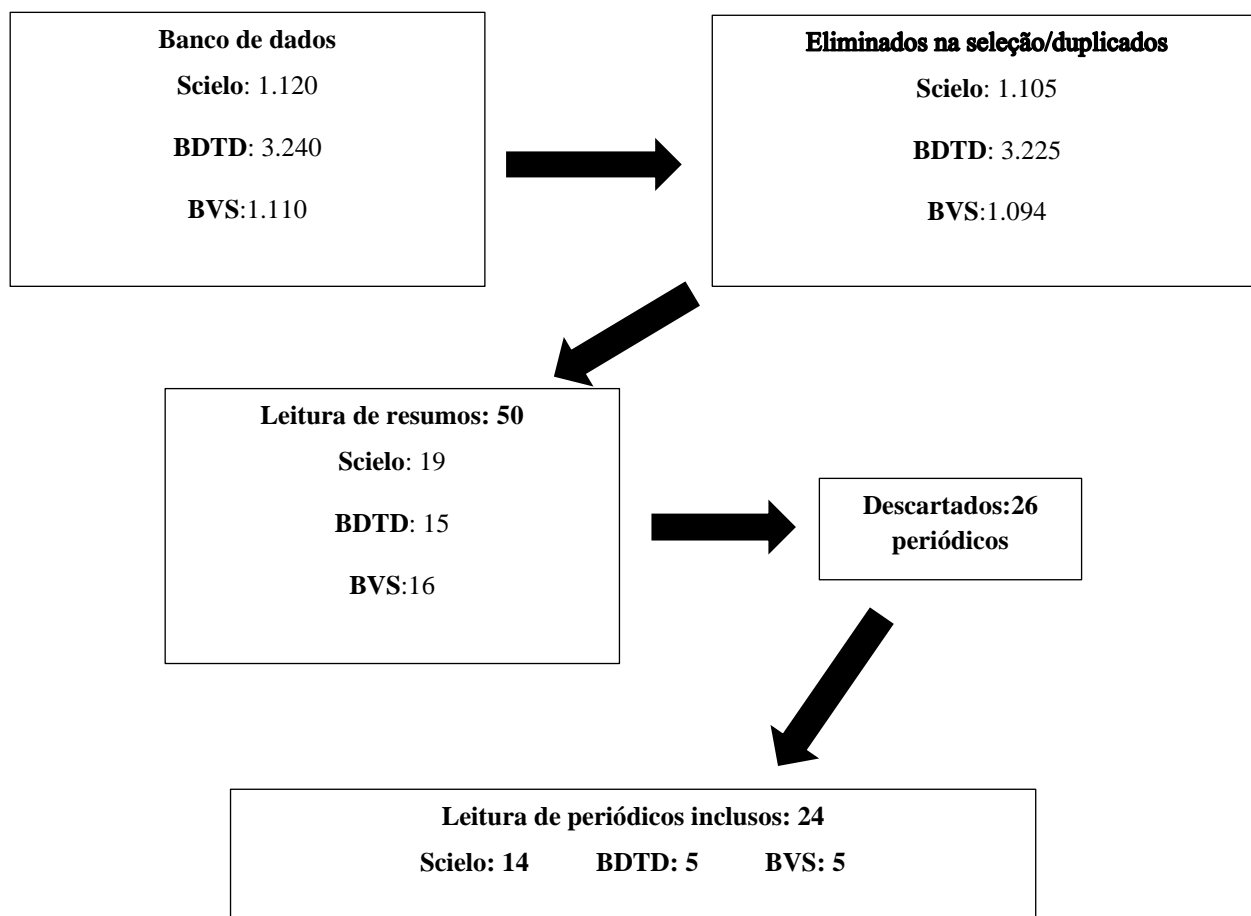 Banco de dados
Scielo: 1.120
BDTD: 3.240
BVS:1.110
Eliminados na seleção/duplicados
Scielo: 1.105
BDTD: 3.225
BVS:1.094
Leitura de resumos: 50
Scielo: 19
BDTD: 15
BVS:16
Descartados:26
periódicos
Leitura de periódicos inclusos: 24
Scielo: 14 BDTD: 5 BVS: 5